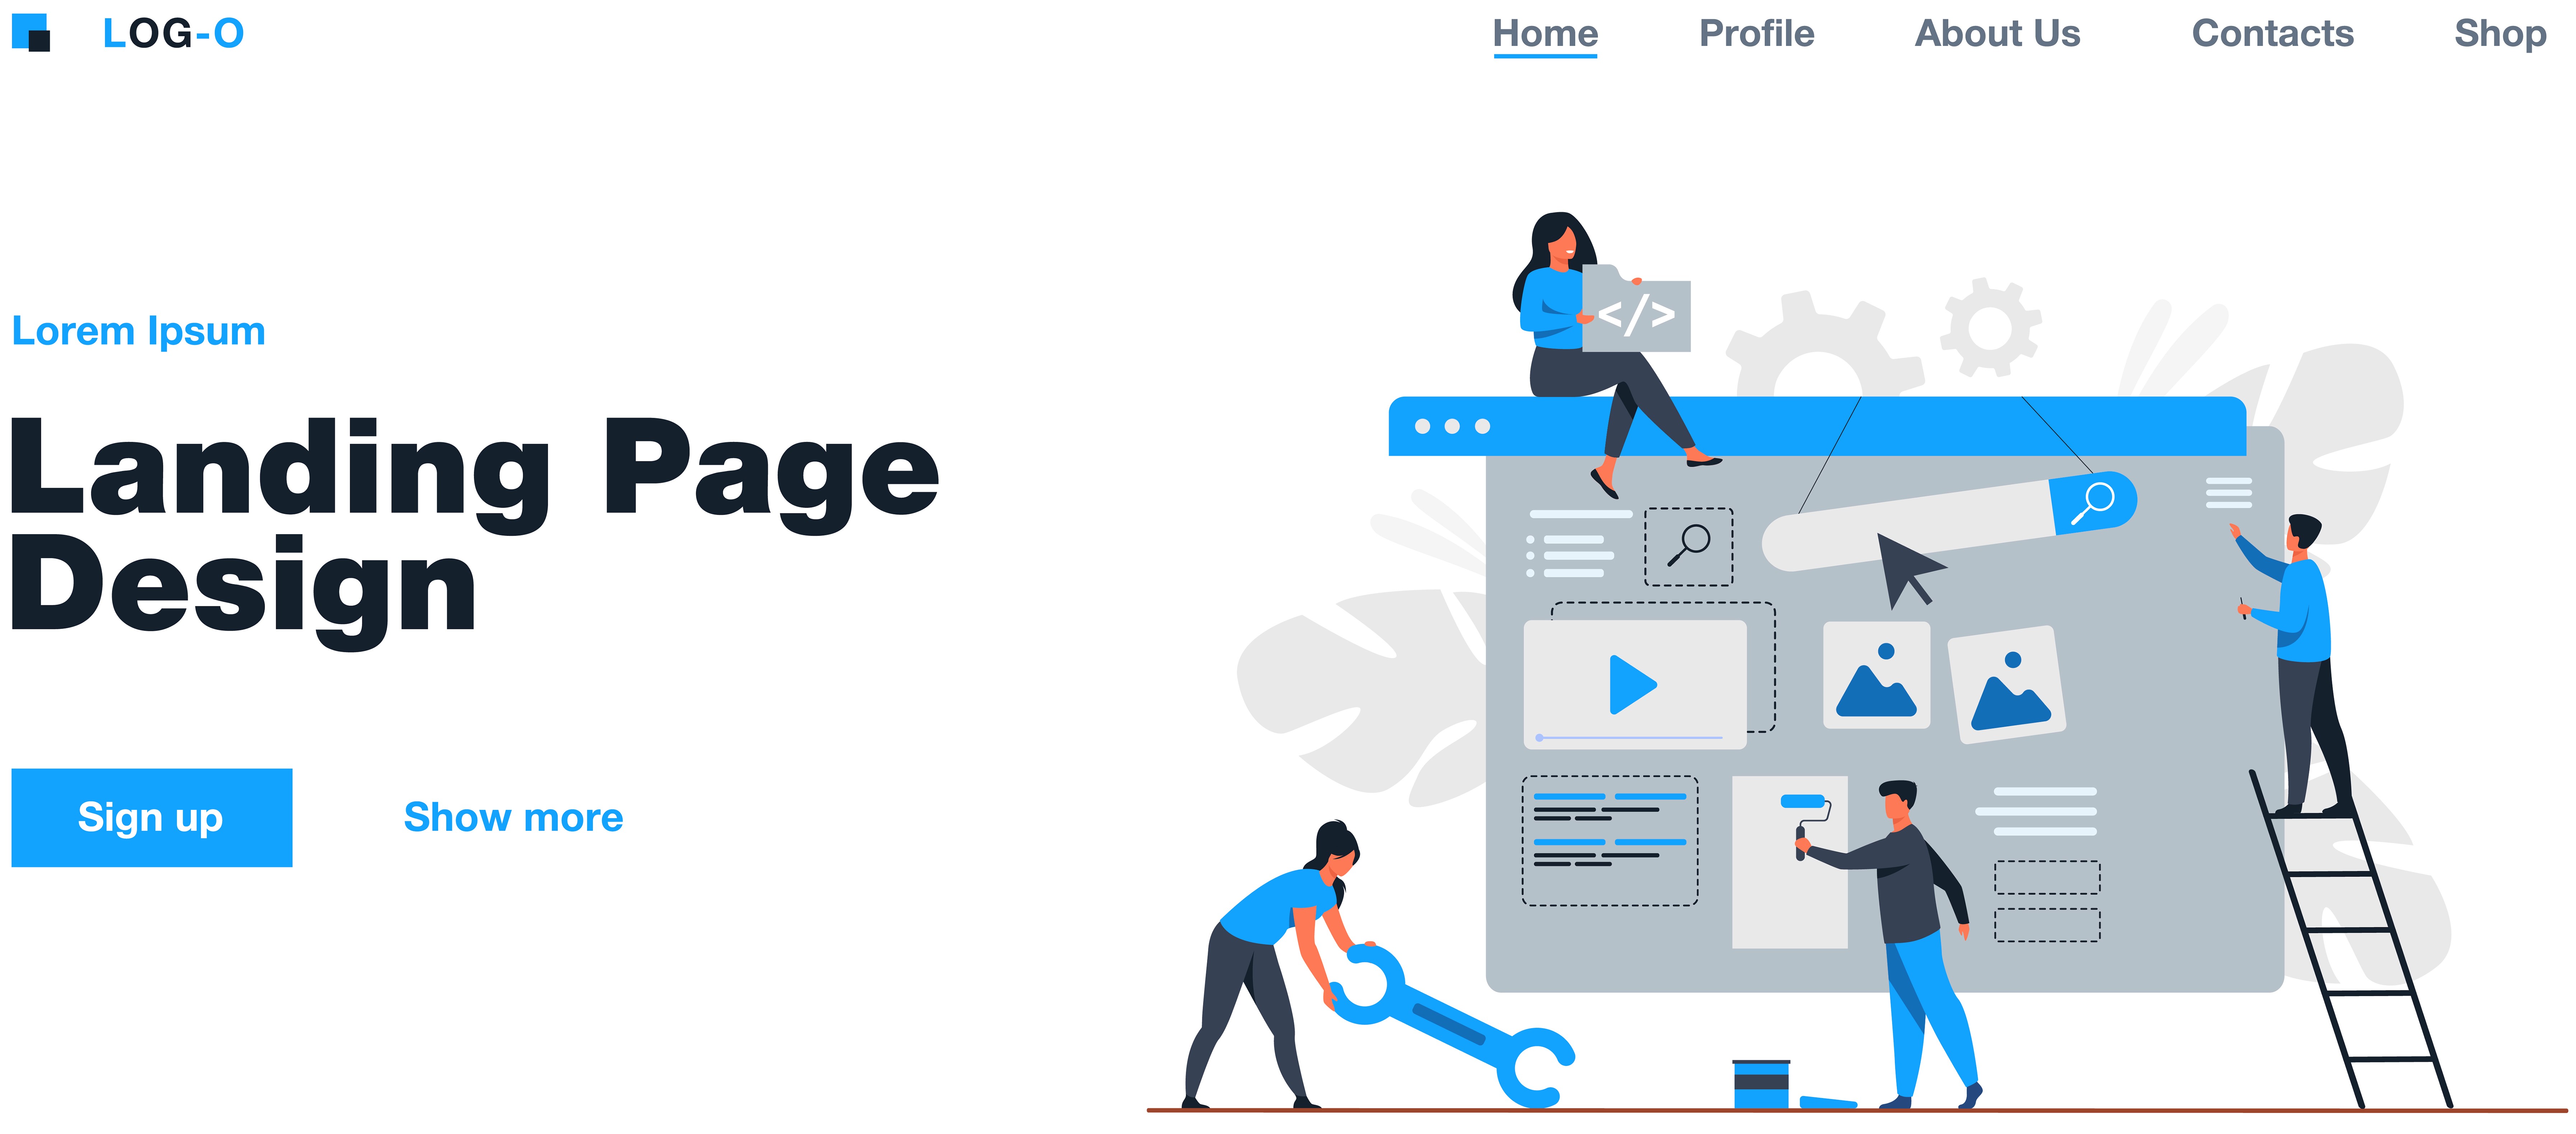 LOG-O
Home Profile About Us Contacts Shop
Lorem Ipsum
Landing Page
Design
Sign up Show more
</>